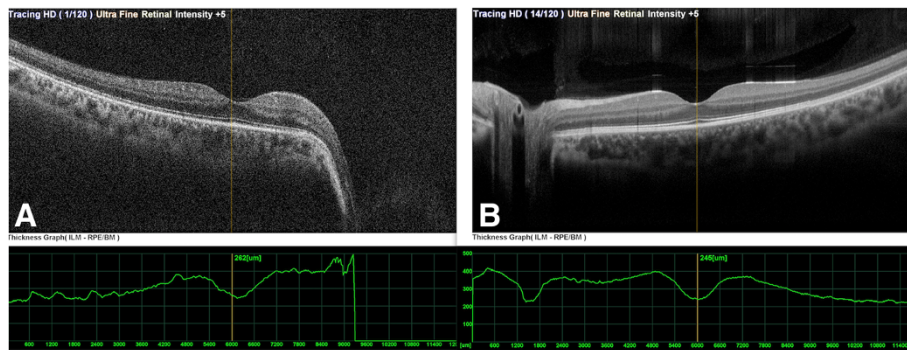 Tracing HD (1/120) Ultra Fine Retinal Intensity +5
A
Thickness Graph( ILM - RPE/BM )
262[um]
600 1200 1800 2400 3000 3600 4200 4800 5400 6000 6600 7200 7800 8400 9000 9600 10200 10800 11400
Tracing HD (14/120) Ultra Fine Retinal Intensity +5
B
Thickness Graph( ILM - RPE/BM )
500
400
300
200
100
[um]
245[um]
600 1200 1800 2400 3000 3600 4200 4800 5400 6000 6600 7200 7800 8400 9000 9600 10200 10800